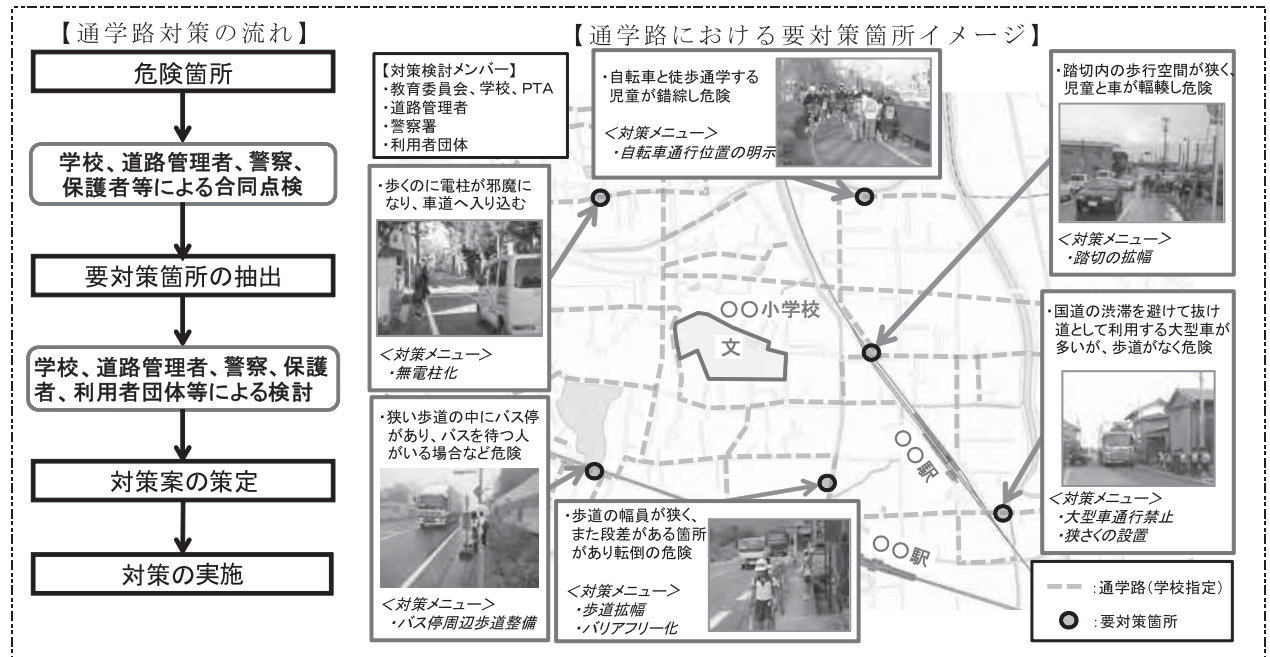 【通学路対策の流れ】
危険箇所
学校、道路管理者、警察、
保護者等による合同点検
要対策箇所の抽出
学校、道路管理者、警察、保護
者、利用者団体等による検討
対策案の策定
対策の実施
【通学路における要対策箇所イメージ】
【対策検討メンバー】
・教育委員会、学校、PTA
・道路管理者
・警察署
・利用者団体
・自転車と徒歩通学する
児童が錯綜し危険
＜対策メニュー＞
・自転車通行位置の明示
・踏切内の歩行空間が狭く、
児童と車が輻輳し危険
＜対策メニュー＞
・踏切の拡幅
・歩くのに電柱が邪魔に
なり、車道へ入り込む
＜対策メニュー＞
・無電柱化
〇〇小学校
文
・国道の渋滞を避けて抜け
道として利用する大型車が
多いが、歩道がなく危険
＜対策メニュー＞
・大型車通行禁止
・狭さくの設置
・狭い歩道の中にバス停
があり、バスを待つ人
がいる場合など危険
＜対策メニュー＞
・バス停周辺歩道整備
・歩道の幅員が狭く、
また段差がある箇所
があり転倒の危険
＜対策メニュー＞
・歩道拡幅
・バリアフリー化
〇〇駅
〇〇駅
：通学路（学校指定）
：要対策箇所